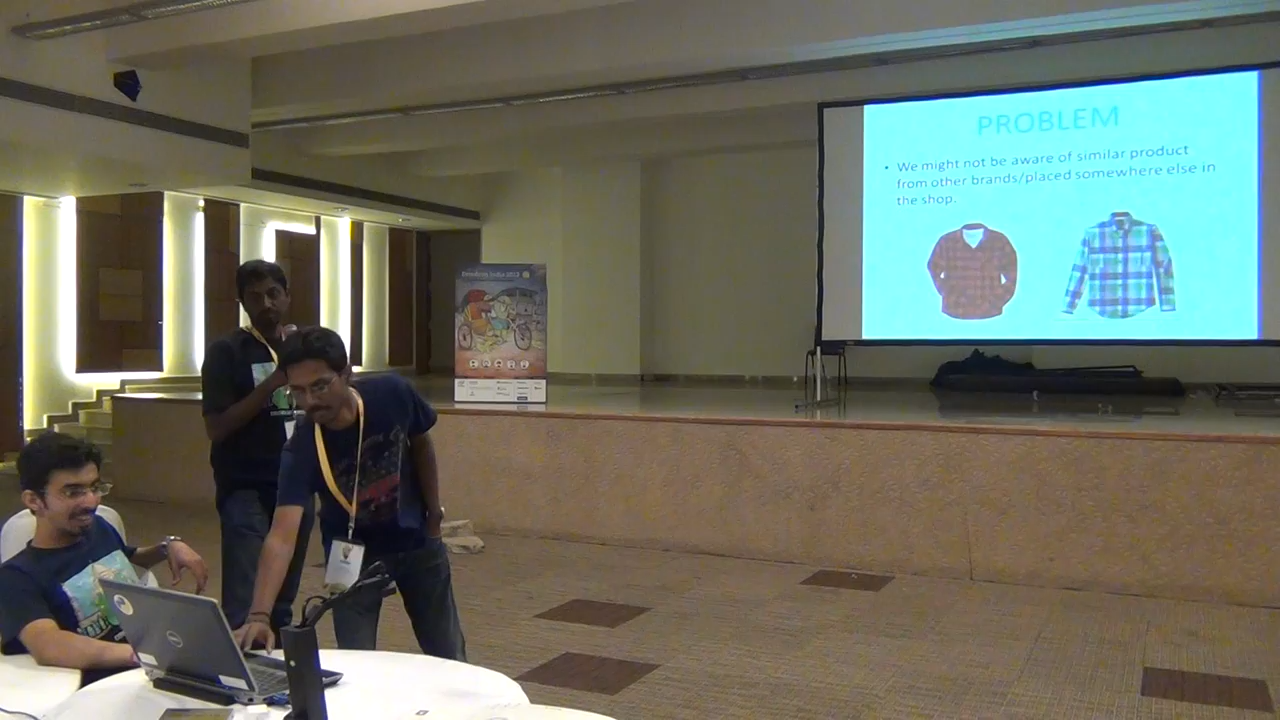 PROBLEM
• We might not be aware of similar product
from other brands/placed somewhere else in
the shop.